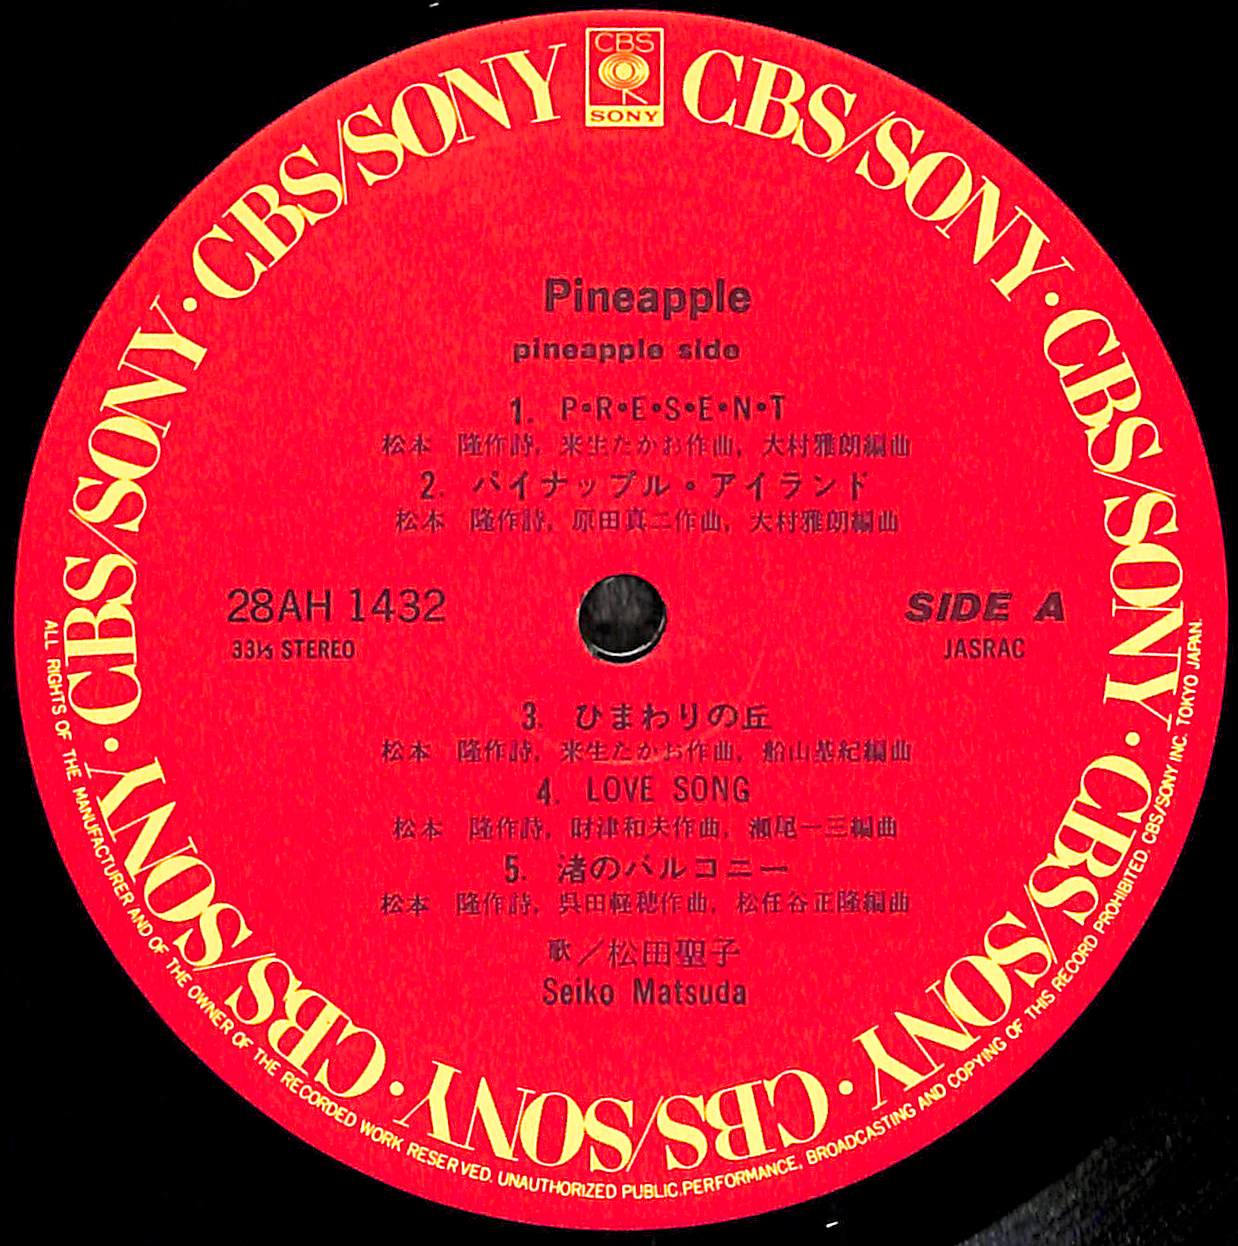 CBS
SONY
CBS/SONY・CBS/SONY・CBS/SONY・CBS/SONY・CBS/SONY・CBS/SONY・CBS/SONY・CBS/SONY
Pineapple
pineapple side
1. P•R•E•S•E•N•T
松本 隆作詩, 来生たかお作曲, 大村雅朗編曲
2. パイナップル・アイランド
松本 隆作詩, 原田真二作曲, 大村雅朗編曲
28AH 1432
33⅓ STEREO
SIDE A
JASRAC
3. ひまわりの丘
松本 隆作詩, 来生たかお作曲, 船山基紀編曲
4. LOVE SONG
松本 隆作詩, 財津和夫作曲, 瀬尾一三編曲
5. 渚のバルコニー
松本 隆作詩, 呉田軽穂作曲, 松任谷正隆編曲
歌／松田聖子
Seiko Matsuda
ALL RIGHTS OF THE MANUFACTURER AND OF THE OWNER OF THE RECORDED WORK RESERVED. UNAUTHORIZED PUBLIC PERFORMANCE, BROADCASTING AND COPYING OF THIS RECORD PROHIBITED. CBS/SONY INC. TOKYO JAPAN.